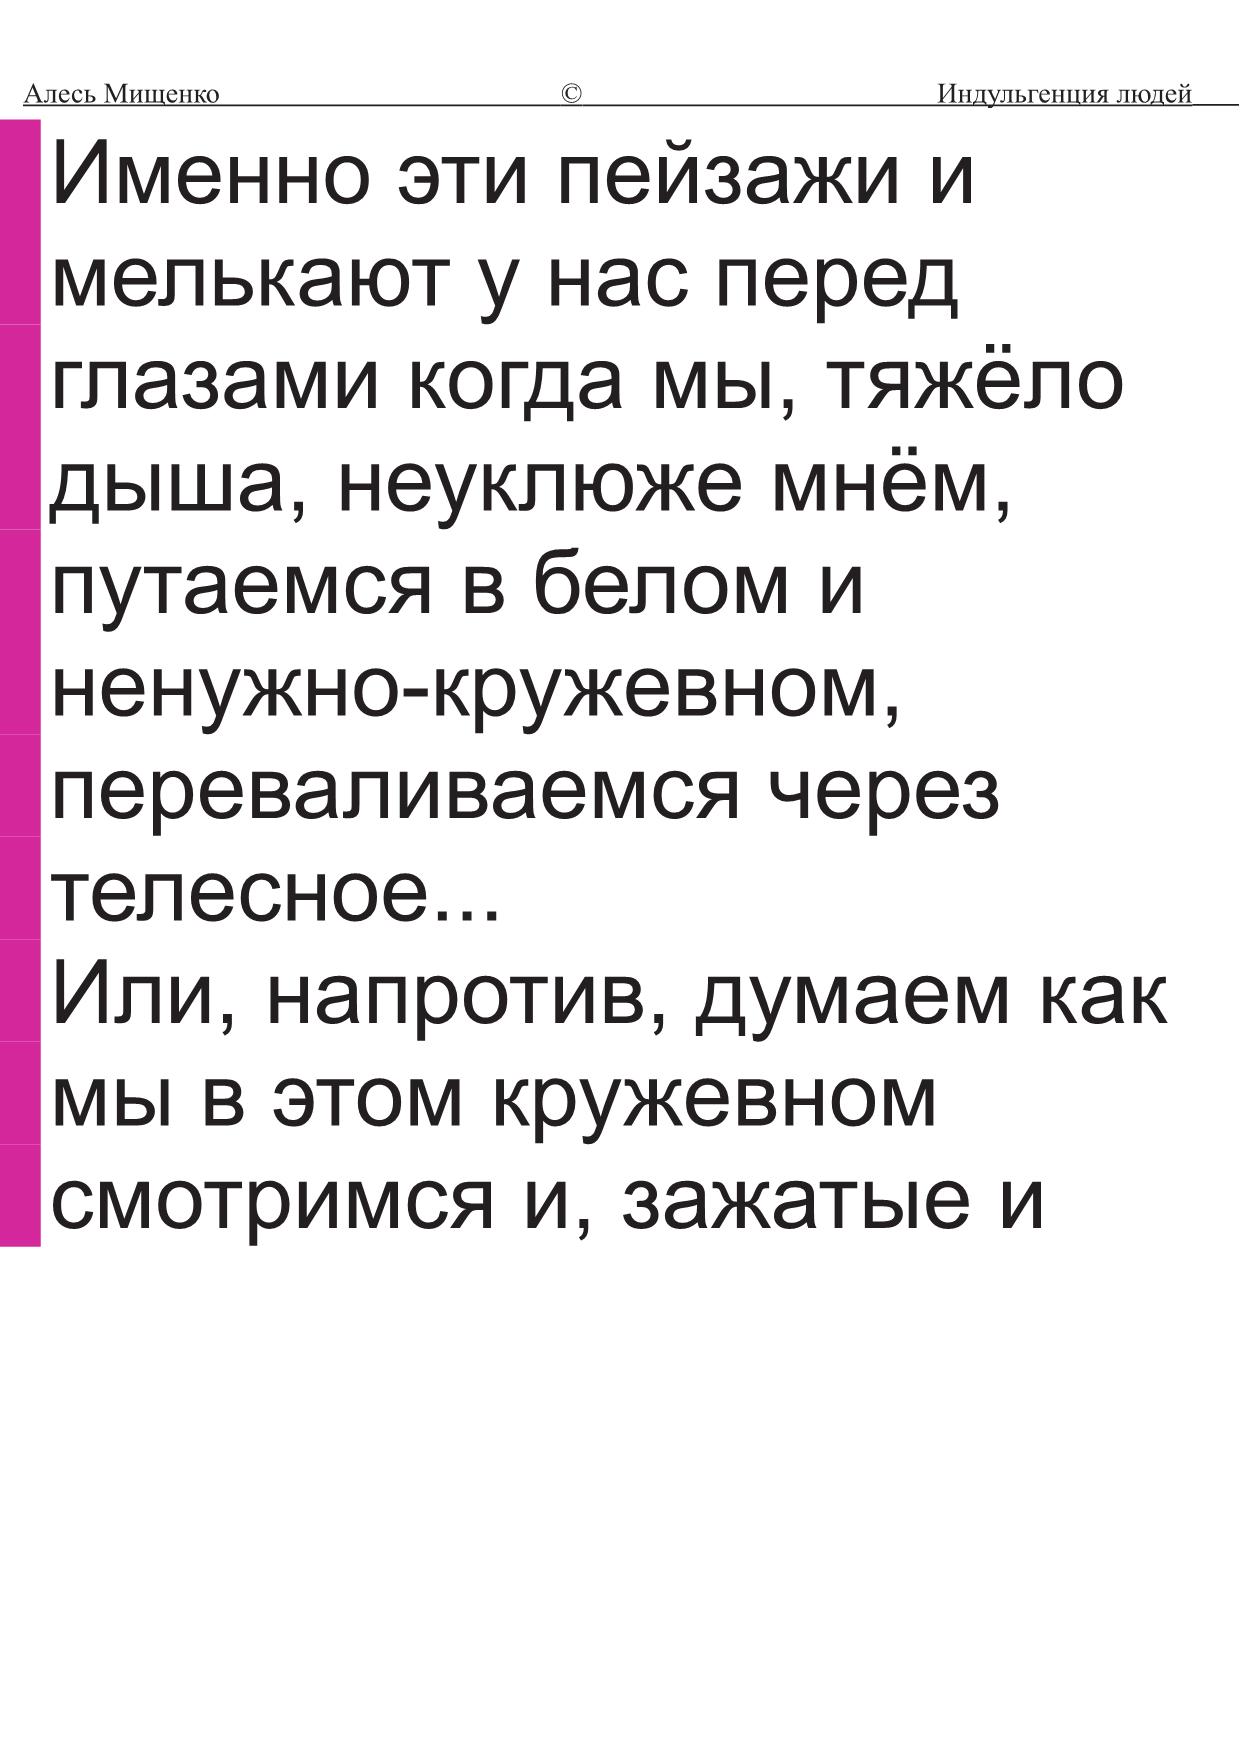 Алесь Мищенко © Индульгенция людей
Именно эти пейзажи и
мелькают у нас перед
глазами когда мы, тяжёло
дыша, неуклюже мнём,
путаемся в белом и
ненужно-кружевном,
переваливаемся через
телесное...
Или, напротив, думаем как
мы в этом кружевном
смотримся и, зажатые и